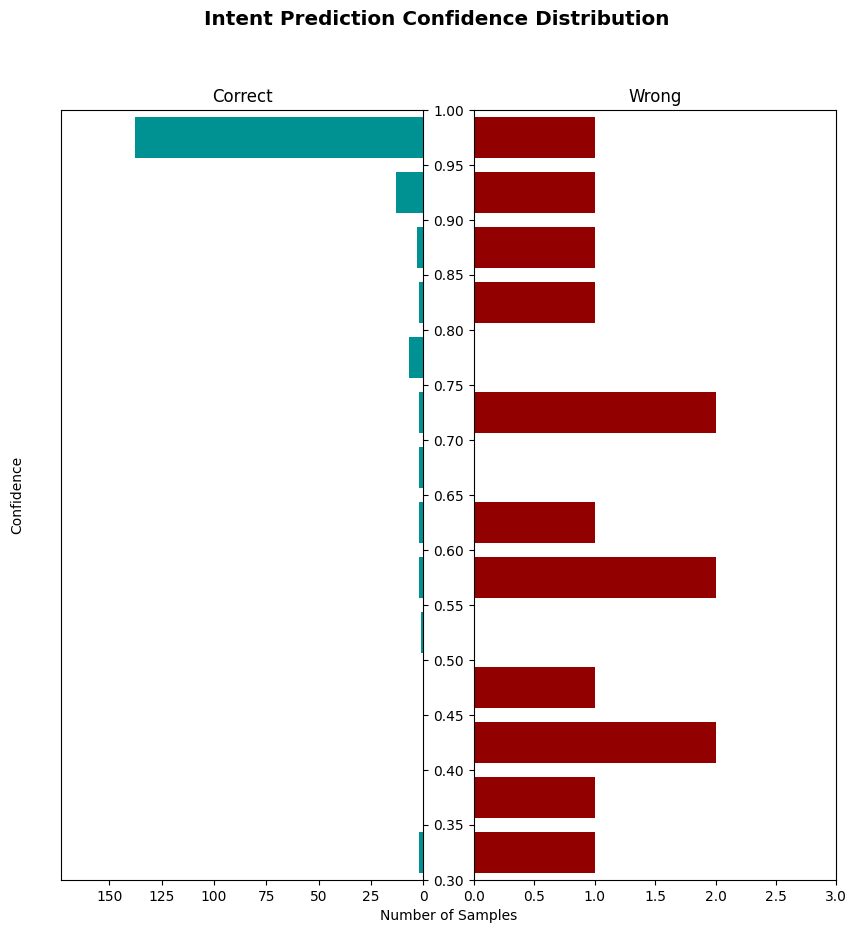 Intent Prediction Confidence Distribution
Correct
Wrong
1.00
0.95
0.90
0.85
0.80
0.75
0.70
0.65
0.60
0.55
0.50
0.45
0.40
0.35
0.30
Confidence
150 125 100 75 50 25 0
0.0 0.5 1.0 1.5 2.0 2.5 3.0
Number of Samples